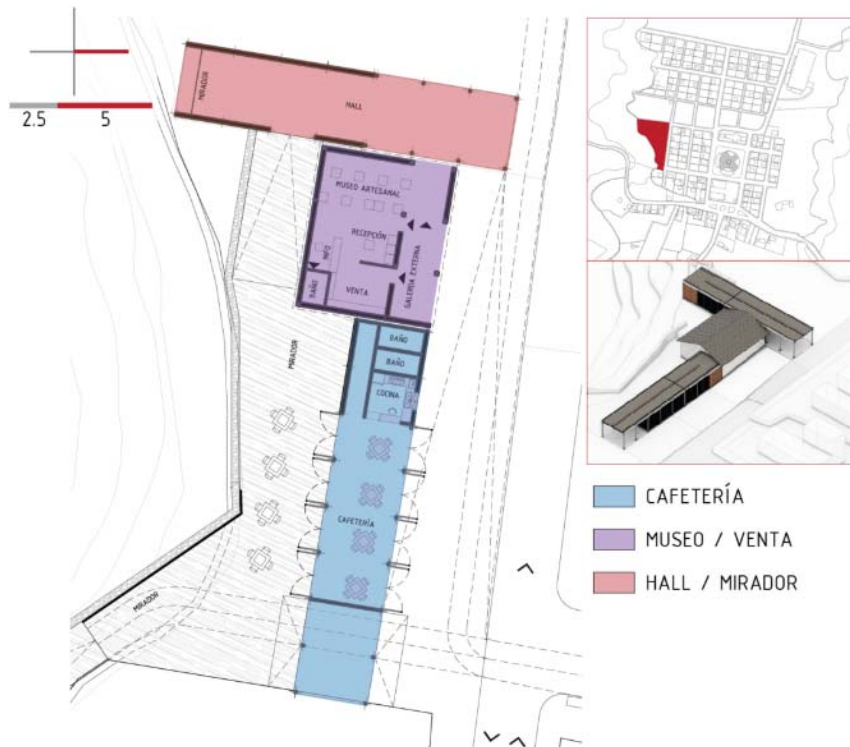 2.5 5
MIRADOR
HALL
MUSEO ARTESANAL
RECEPCIÓN
INFO
GALERÍA EXTERNA
BAÑO
VENTA
BAÑO
BAÑO
COCINA
MIRADOR
CAFETERÍA
MIRADOR
CAFETERÍA
MUSEO / VENTA
HALL / MIRADOR